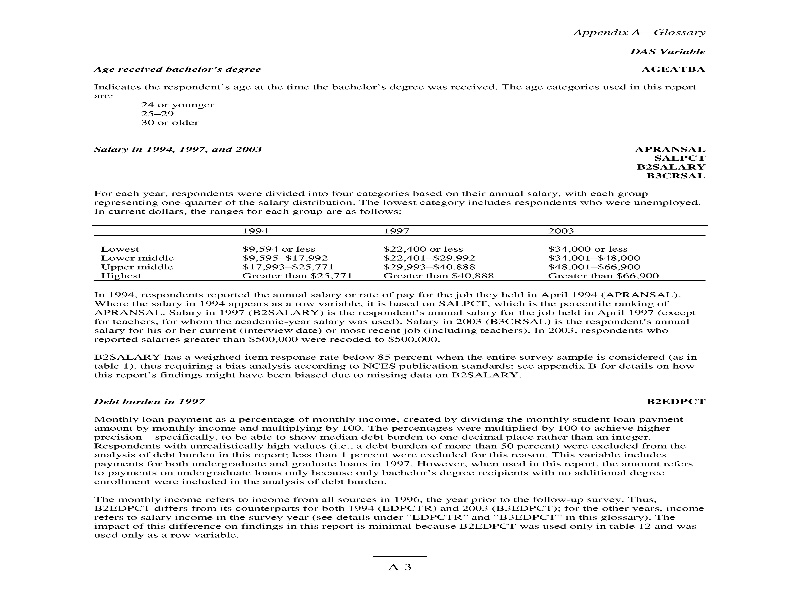 Appendix A—Glossary
DAS Variable
Age received bachelor's degree AGEATBA
Indicates the respondent's age at the time the bachelor's degree was received. The age categories used in this report
are:
24 or younger
25–29
30 or older
Salary in 1994, 1997, and 2003 APRANSAL
SALPCT
B2SALARY
B3CRSAL
For each year, respondents were divided into four categories based on their annual salary, with each group
representing one quarter of the salary distribution. The lowest category includes respondents who were unemployed.
In current dollars, the ranges for each group are as follows:
1994 1997 2003
Lowest $9,594 or less $22,400 or less $34,000 or less
Lower middle $9,595–$17,992 $22,401–$29,992 $34,001–$48,000
Upper middle $17,993–$25,771 $29,993–$40,888 $48,001–$66,900
Highest Greater than $25,771 Greater than $40,888 Greater than $66,900
In 1994, respondents reported the annual salary or rate of pay for the job they held in April 1994 (APRANSAL).
Where the salary in 1994 appears as a row variable, it is based on SALPCT, which is the percentile ranking of
APRANSAL. Salary in 1997 (B2SALARY) is the respondent's annual salary for the job held in April 1997 (except
for teachers, for whom the academic-year salary was used). Salary in 2003 (B3CRSAL) is the respondent's annual
salary for his or her current (interview date) or most recent job (including teachers). In 2003, respondents who
reported salaries greater than $500,000 were recoded to $500,000.
B2SALARY has a weighted item response rate below 85 percent when the entire survey sample is considered (as in
table 1), thus requiring a bias analysis according to NCES publication standards; see appendix B for details on how
this report's findings might have been biased due to missing data on B2SALARY.
Debt burden in 1997 B2EDPCT
Monthly loan payment as a percentage of monthly income, created by dividing the monthly student loan payment
amount by monthly income and multiplying by 100. The percentages were multiplied by 100 to achieve higher
precision—specifically, to be able to show median debt burden to one decimal place rather than an integer.
Respondents with unrealistically high values (i.e., a debt burden of more than 50 percent) were excluded from the
analysis of debt burden in this report; less than 1 percent were excluded for this reason. This variable includes
payments for both undergraduate and graduate loans in 1997. However, when used in this report, the amount refers
to payments on undergraduate loans only because only bachelor's degree recipients with no additional degree
enrollment were included in the analysis of debt burden.
The monthly income refers to income from all sources in 1996, the year prior to the follow-up survey. Thus,
B2EDPCT differs from its counterparts for both 1994 (EDPCTR) and 2003 (B3EDPCT); for the other years, income
refers to salary income in the survey year (see details under "EDPCTR" and "B3EDPCT" in this glossary). The
impact of this difference on findings in this report is minimal because B2EDPCT was used only in table 12 and was
used only as a row variable.
A-3